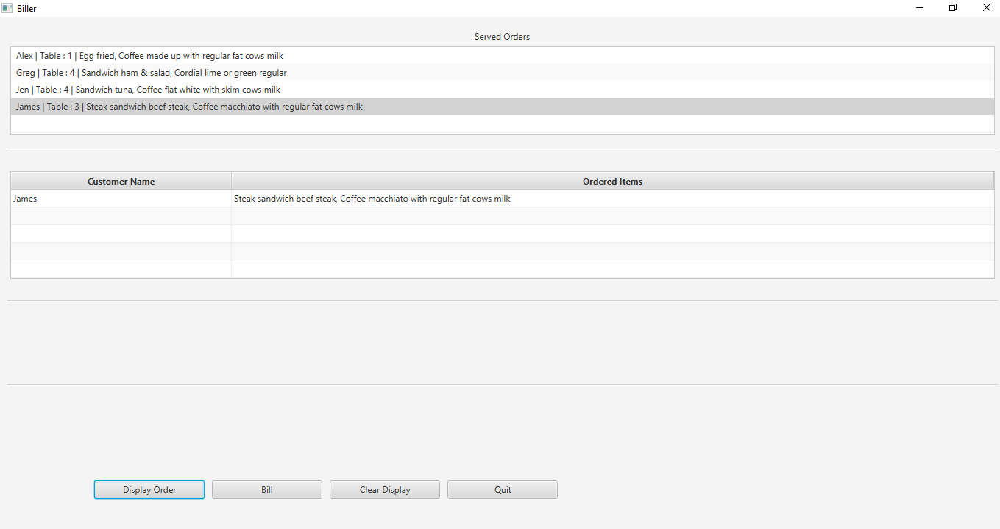 Biller
Served Orders
Alex | Table : 1 | Egg fried, Coffee made up with regular fat cows milk
Greg | Table : 4 | Sandwich ham & salad, Cordial lime or green regular
Jen | Table : 4 | Sandwich tuna, Coffee flat white with skim cows milk
James | Table : 3 | Steak sandwich beef steak, Coffee macchiato with regular fat cows milk
Customer Name Ordered Items
James Steak sandwich beef steak, Coffee macchiato with regular fat cows milk
Display Order Bill Clear Display Quit